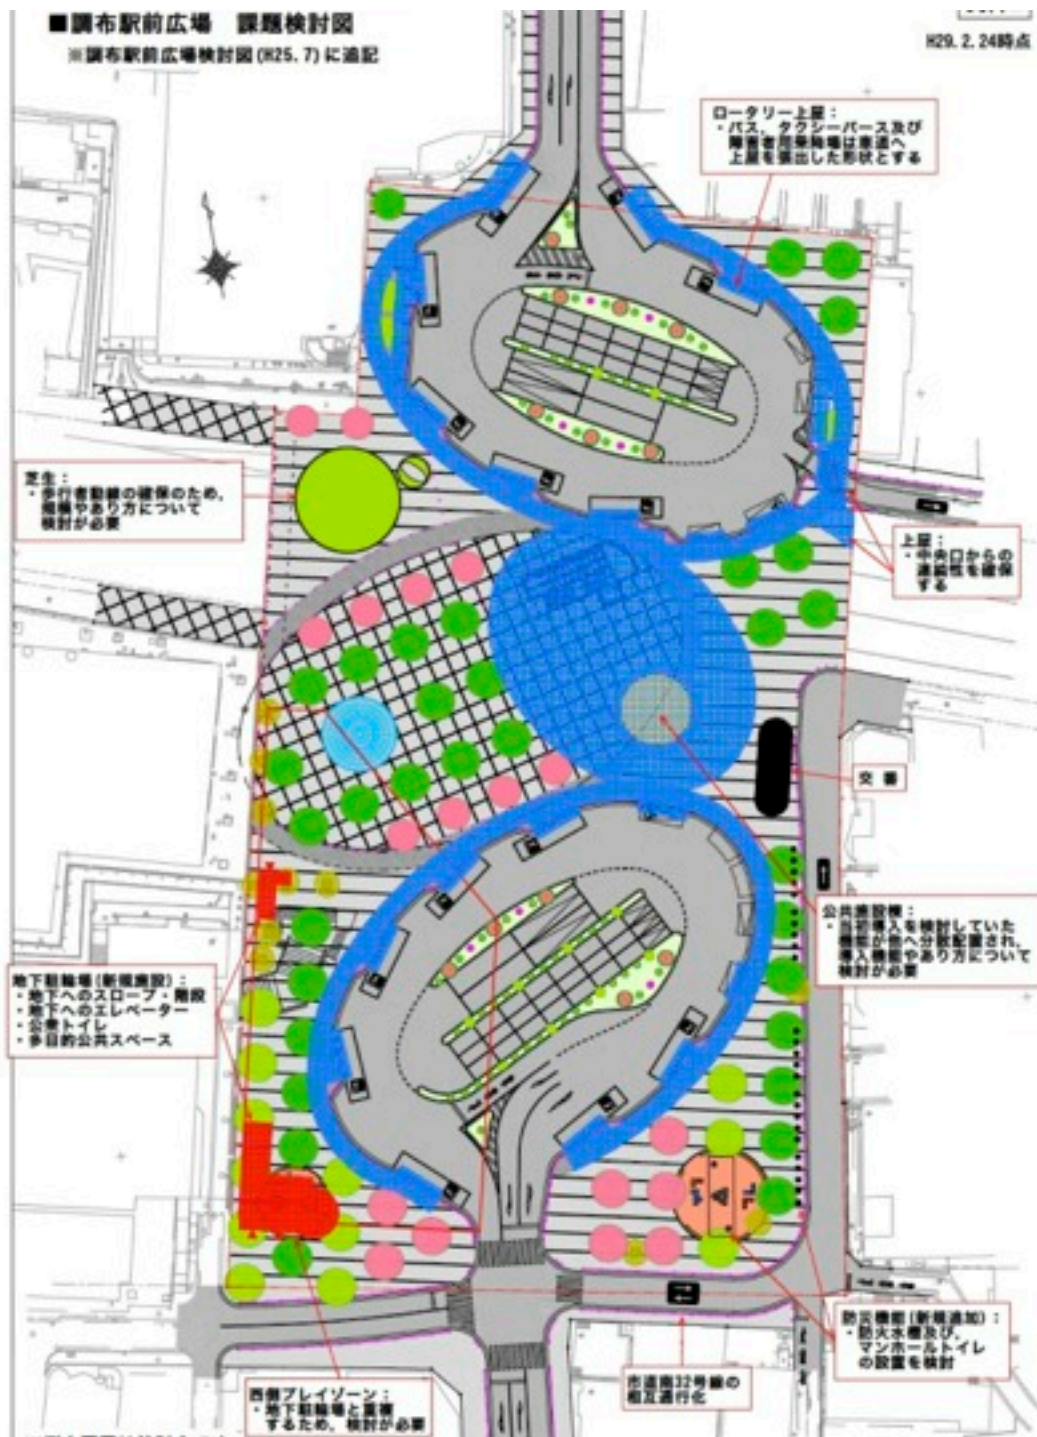 ■調布駅前広場 課題検討図
※調布駅前広場検討図(H25.7)に追記
H29.2.24時点
ロータリー上屋：
・バス、タクシーバース及び
障害者用乗降場は車道へ
上屋を張出した形状とする
芝生：
・歩行者動線の確保のため、
規模やあり方について
検討が必要
上屋：
・中央口からの
連続性を確保
する
交番
公共施設棟：
・当初導入を検討していた
機能が他へ分散配置され、
導入機能やあり方について
検討が必要
地下駐輪場(新規施設)：
・地下へのスロープ・階段
・地下へのエレベーター
・公衆トイレ
・多目的公共スペース
防災機能(新規追加)：
・防火水槽及び、
マンホールトイレ
の設置を検討
市道南32号線の
相互通行化
西側プレイゾーン：
・地下駐輪場と重複
するため、検討が必要